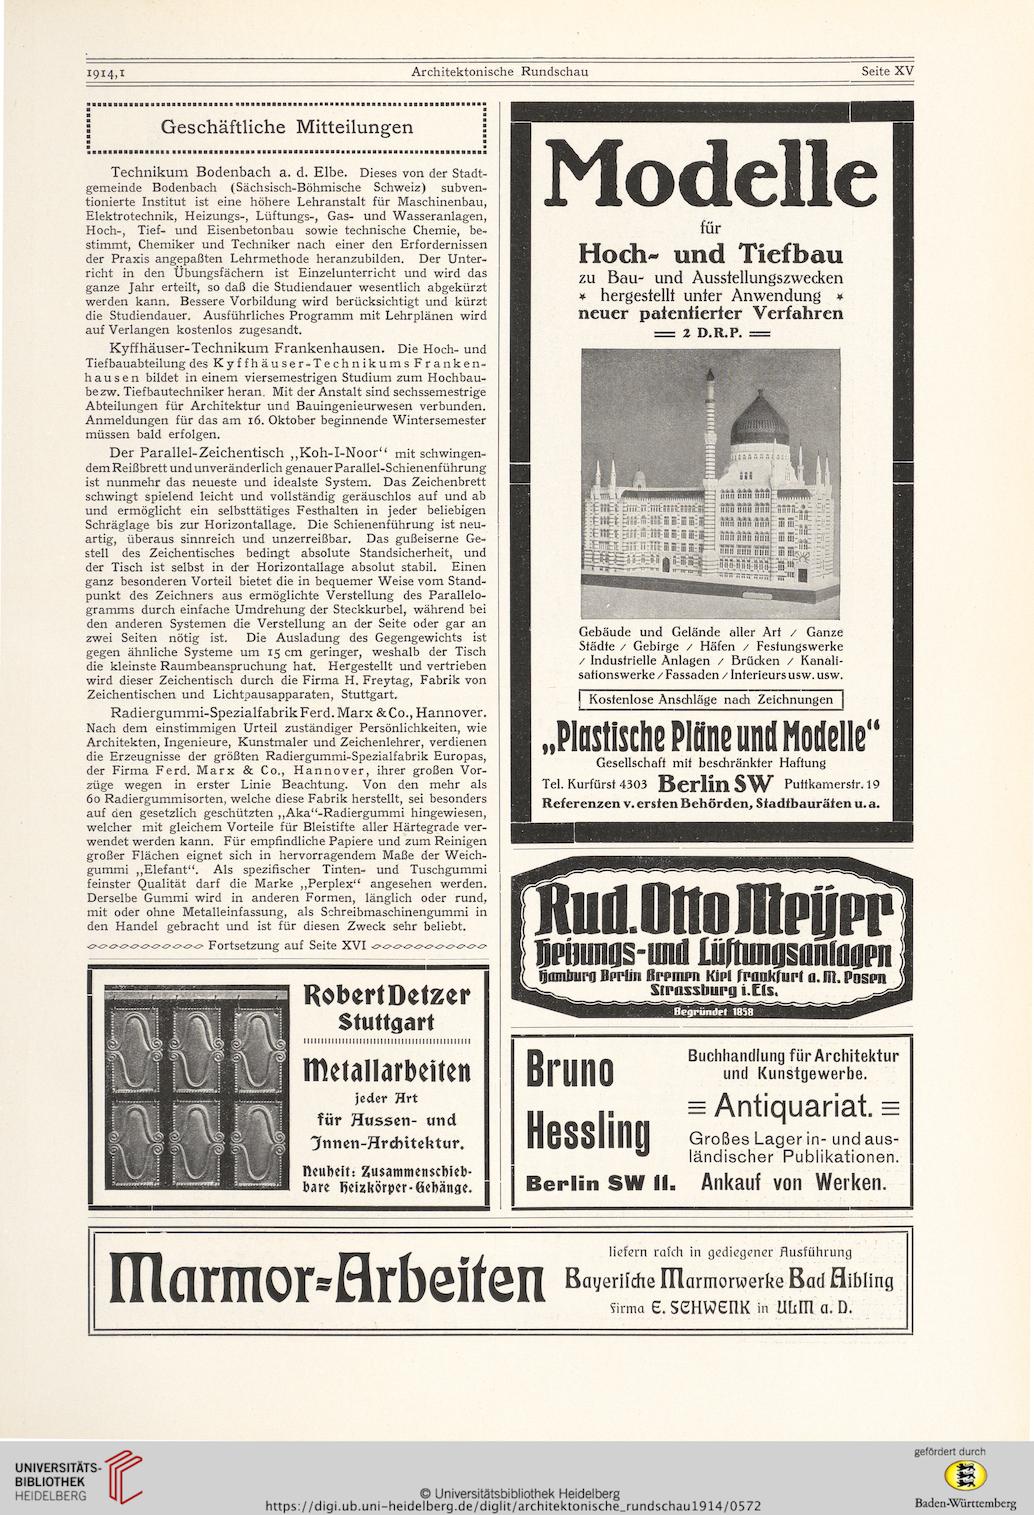 1914,1
Architektonische Rundschau
Seite XV
Geschäftliche Mitteilungen
Technikum Bodenbach a. d. Elbe. Dieses von der Stadt-
gemeinde Bodenbach (Sächsisch-Böhmische Schweiz) subven-
tionierte Institut ist eine höhere Lehranstalt für Maschinenbau,
Elektrotechnik, Heizungs-, Lüftungs-, Gas- und Wasseranlagen,
Hoch-, Tief- und Eisenbetonbau sowie technische Chemie, be-
stimmt, Chemiker und Techniker nach einer den Erfordernissen
der Praxis angepaßten Lehrmethode heranzubilden. Der Unter-
richt in den Übungsfächern ist Einzelunterricht und wird das
ganze Jahr erteilt, so daß die Studiendauer wesentlich abgekürzt
werden kann. Bessere Vorbildung wird berücksichtigt und kürzt
die Studiendauer. Ausführliches Programm mit Lehrplänen wird
auf Verlangen kostenlos zugesandt.
Kyffhäuser-Technikum Frankenhausen. Die Hoch- und
Tiefbauabteilung des Kyffhäuser-Technikums Franken-
hausen bildet in einem viersemestrigen Studium zum Hochbau-
bezw. Tiefbautechniker heran. Mit der Anstalt sind sechssemestrige
Abteilungen für Architektur und Bauingenieurwesen verbunden.
Anmeldungen für das am 16. Oktober beginnende Wintersemester
müssen bald erfolgen.
Der Parallel-Zeichentisch „Koh-I-Noor“ mit schwingen-
dem Reißbrett und unveränderlich genauer Parallel-Schienenführung
ist nunmehr das neueste und idealste System. Das Zeichenbrett
schwingt spielend leicht und vollständig geräuschlos auf und ab
und ermöglicht ein selbsttätiges Festhalten in jeder beliebigen
Schräglage bis zur Horizontallage. Die Schienenführung ist neu-
artig, überaus sinnreich und unzerreißbar. Das gußeiserne Ge-
stell des Zeichentisches bedingt absolute Standsicherheit, und
der Tisch ist selbst in der Horizontallage absolut stabil. Einen
ganz besonderen Vorteil bietet die in bequemer Weise vom Stand-
punkt des Zeichners aus ermöglichte Verstellung des Parallelo-
gramms durch einfache Umdrehung der Steckkurbel, während bei
den anderen Systemen die Verstellung an der Seite oder gar an
zwei Seiten nötig ist. Die Ausladung des Gegengewichts ist
gegen ähnliche Systeme um 15 cm geringer, weshalb der Tisch
die kleinste Raumbeanspruchung hat. Hergestellt und vertrieben
wird dieser Zeichentisch durch die Firma H. Freytag, Fabrik von
Zeichentischen und Lichtpausapparaten, Stuttgart.
Radiergummi-Spezialfabrik Ferd. Marx & Co., Hannover.
Nach dem einstimmigen Urteil zuständiger Persönlichkeiten, wie
Architekten, Ingenieure, Kunstmaler und Zeichenlehrer, verdienen
die Erzeugnisse der größten Radiergummi-Spezialfabrik Europas,
der Firma Ferd. Marx & Co., Hannover, ihrer großen Vor-
züge wegen in erster Linie Beachtung. Von den mehr als
60 Radiergummisorten, welche diese Fabrik herstellt, sei besonders
auf den gesetzlich geschützten „Aka“-Radiergummi hingewiesen,
welcher mit gleichem Vorteile für Bleistifte aller Härtegrade ver-
wendet werden kann. Für empfindliche Papiere und zum Reinigen
großer Flächen eignet sich in hervorragendem Maße der Weich-
gummi „Elefant“. Als spezifischer Tinten- und Tuschgummi
feinster Qualität darf die Marke „Perplex“ angesehen werden.
Derselbe Gummi wird in anderen Formen, länglich oder rund,
mit oder ohne Metalleinfassung, als Schreibmaschinengummi in
den Handel gebracht und ist für diesen Zweck sehr beliebt.
Fortsetzung auf Seite XVI
Robert Detzer
Stuttgart
Metallarbeiten
jeder Art
für Aussen- und
Innen-Architektur.
Neuheit: Zusammenschieb-
bare Heizkörper-Gehänge.
Modelle
für
Hoch- und Tiefbau
zu Bau- und Ausstellungszwecken
* hergestellt unter Anwendung *
neuer patentierter Verfahren
2 D.R.P.
Gebäude und Gelände aller Art / Ganze
Städte / Gebirge / Häfen / Festungswerke
/ Industrielle Anlagen / Brücken / Kanali-
sationswerke / Fassaden / Interieurs usw. usw.
Kostenlose Anschläge nach Zeichnungen
„Plastische Pläne und Modelle“
Gesellschaft mit beschränkter Haftung
Tel. Kurfürst 4303 Berlin SW Puttkamerstr. 19
Referenzen v. ersten Behörden, Stadtbauräten u. a.
Rud. Otto Meyer
Heizungs- und Lüftungsanlagen
Hamburg Berlin Bremen Kiel Frankfurt a. M. Posen
Strassburg i. Els.
Gegründet 1858
Bruno
Hessling
Berlin SW 11.
Buchhandlung für Architektur
und Kunstgewerbe.
Antiquariat.
Großes Lager in- und aus-
ländischer Publikationen.
Ankauf von Werken.
Marmor-Arbeiten
liefern rasch in gediegener Ausführung
Bayerische Marmorwerke Bad Aibling
Firma E. SCHWENK in ULM a. D.
UNIVERSITÄTS-
BIBLIOTHEK
HEIDELBERG
© Universitätsbibliothek Heidelberg
https://digi.ub.uni-heidelberg.de/diglit/architektonische_rundschau1914/0572
gefördert durch
Baden-Württemberg